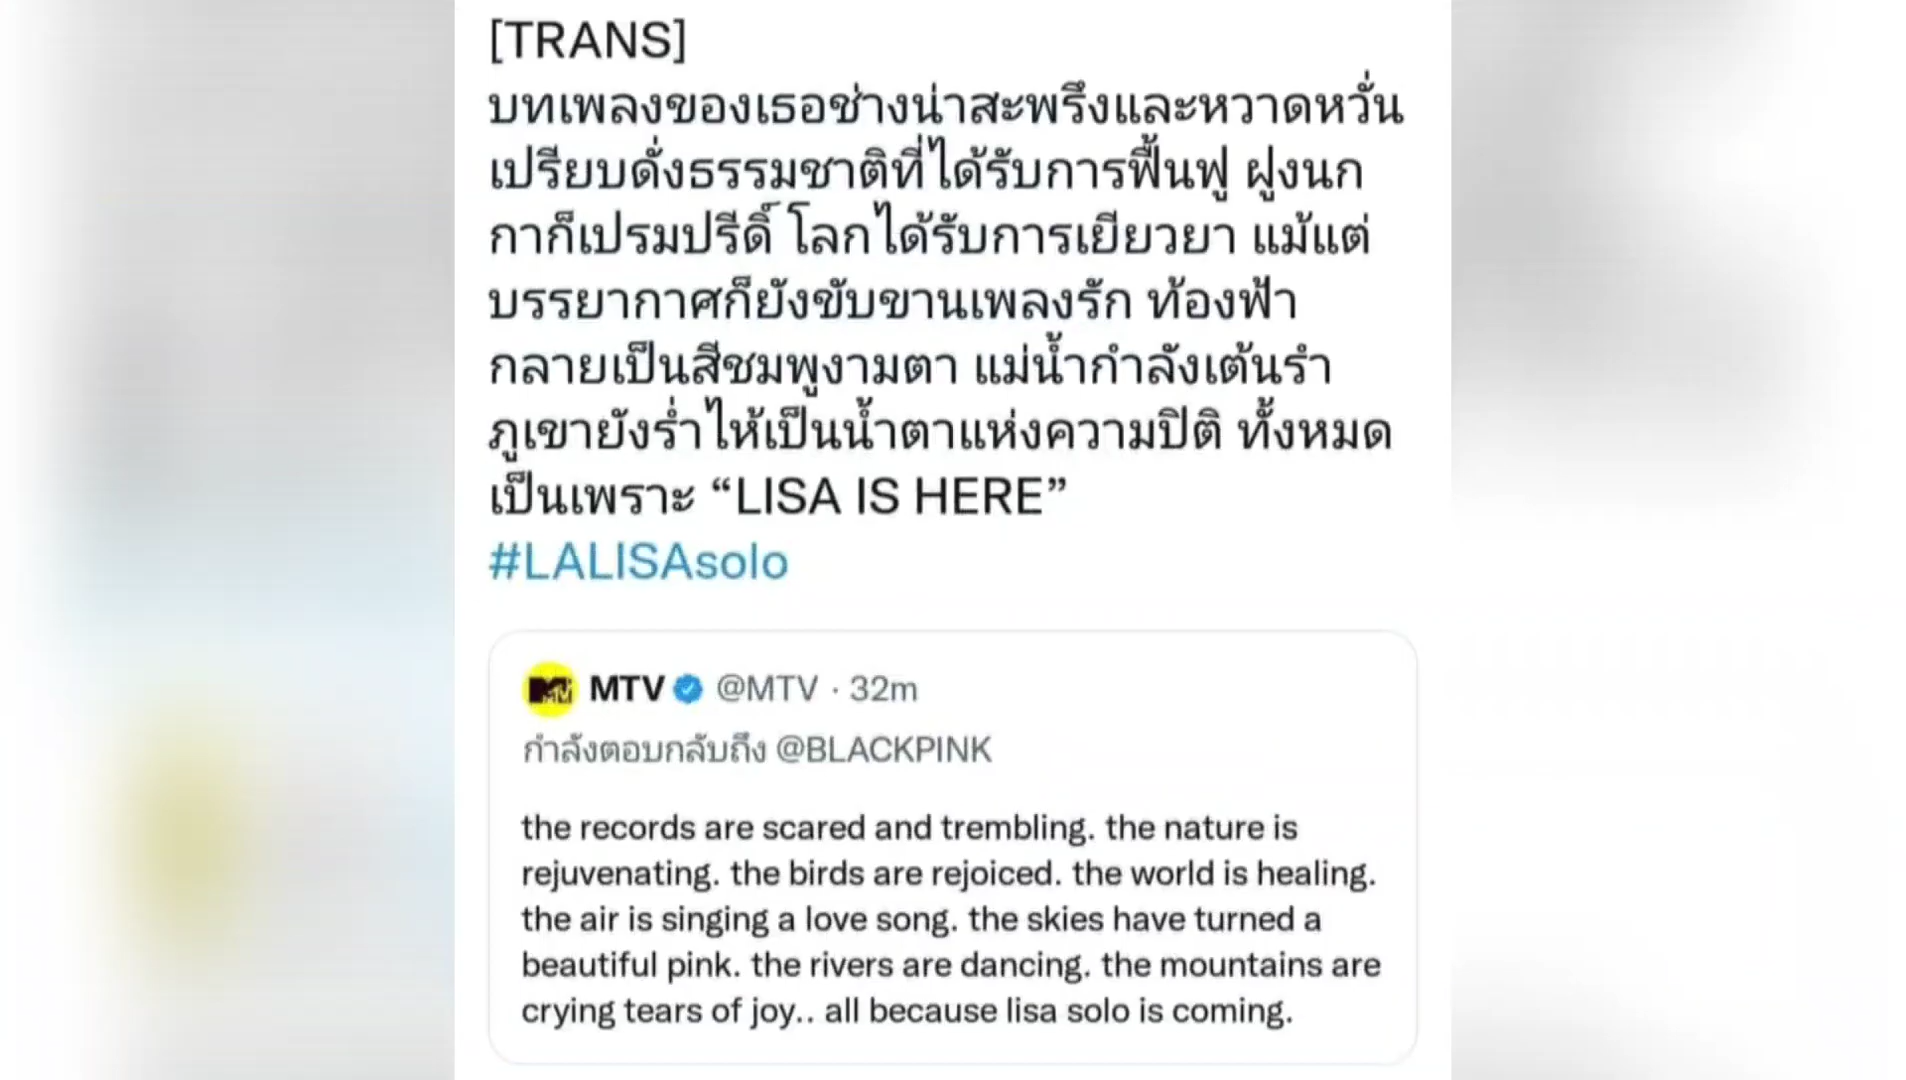 [TRANS]
บทเพลงของเธอช่างน่าสะพรึงและหวาดหวั่น
เปรียบดั่งธรรมชาติที่ได้รับการฟื้นฟู ฝูงนก
กาก็เปรมปรีดิ์ โลกได้รับการเยียวยา แม้แต่
บรรยากาศก็ยังขับขานเพลงรัก ท้องฟ้า
กลายเป็นสีชมพูงามตา แม่น้ำกำลังเต้นรำ
ภูเขายังร่ำไห้เป็นน้ำตาแห่งความปิติ ทั้งหมด
เป็นเพราะ “LISA IS HERE”
#LALISAsolo
MTV @MTV · 32m
กำลังตอบกลับถึง @BLACKPINK
the records are scared and trembling. the nature is
rejuvenating. the birds are rejoiced. the world is healing.
the air is singing a love song. the skies have turned a
beautiful pink. the rivers are dancing. the mountains are
crying tears of joy.. all because lisa solo is coming.